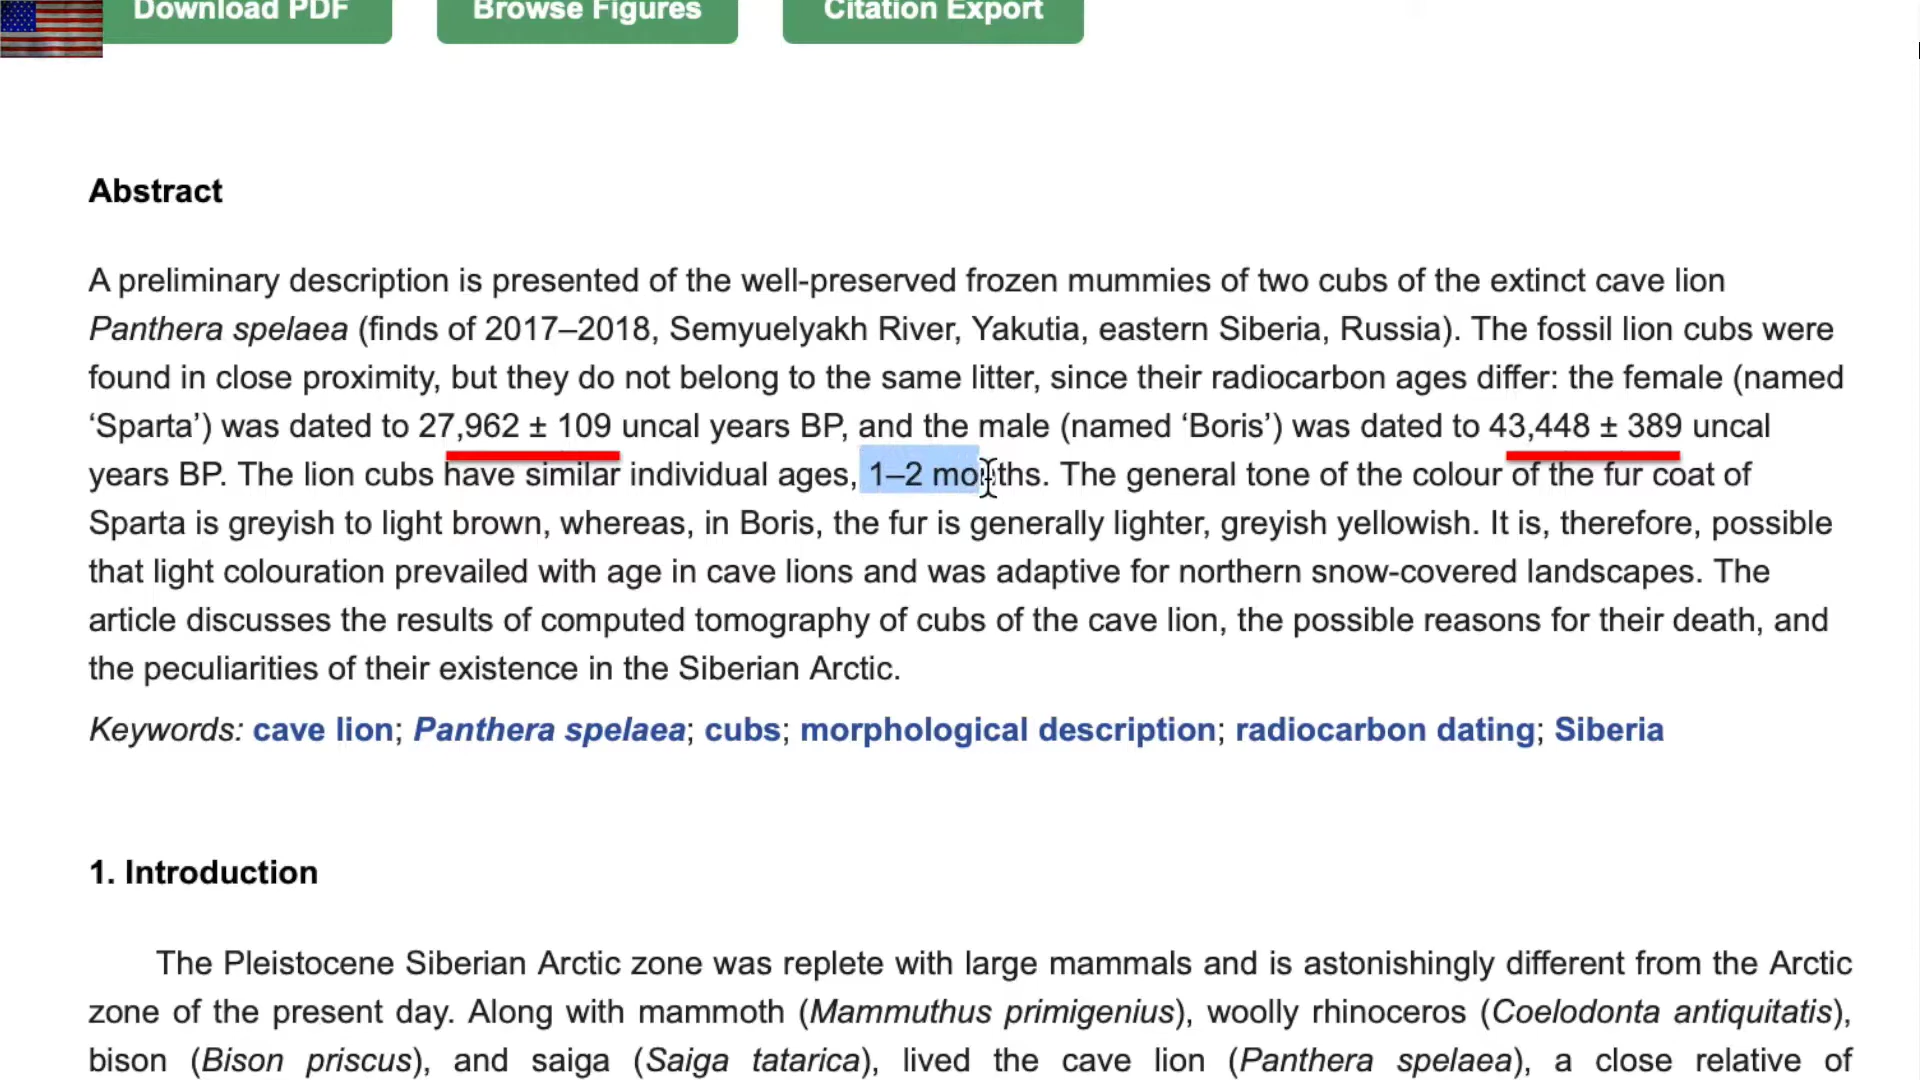 Download PDF
Browse Figures
Citation Export
Abstract
A preliminary description is presented of the well-preserved frozen mummies of two cubs of the extinct cave lion
Panthera spelaea (finds of 2017–2018, Semyuelyakh River, Yakutia, eastern Siberia, Russia). The fossil lion cubs were
found in close proximity, but they do not belong to the same litter, since their radiocarbon ages differ: the female (named
‘Sparta’) was dated to 27,962 ± 109 uncal years BP, and the male (named ‘Boris’) was dated to 43,448 ± 389 uncal
years BP. The lion cubs have similar individual ages, 1–2 months. The general tone of the colour of the fur coat of
Sparta is greyish to light brown, whereas, in Boris, the fur is generally lighter, greyish yellowish. It is, therefore, possible
that light colouration prevailed with age in cave lions and was adaptive for northern snow-covered landscapes. The
article discusses the results of computed tomography of cubs of the cave lion, the possible reasons for their death, and
the peculiarities of their existence in the Siberian Arctic.
Keywords: cave lion; Panthera spelaea; cubs; morphological description; radiocarbon dating; Siberia
1. Introduction
The Pleistocene Siberian Arctic zone was replete with large mammals and is astonishingly different from the Arctic
zone of the present day. Along with mammoth (Mammuthus primigenius), woolly rhinoceros (Coelodonta antiquitatis),
bison (Bison priscus), and saiga (Saiga tatarica), lived the cave lion (Panthera spelaea), a close relative of